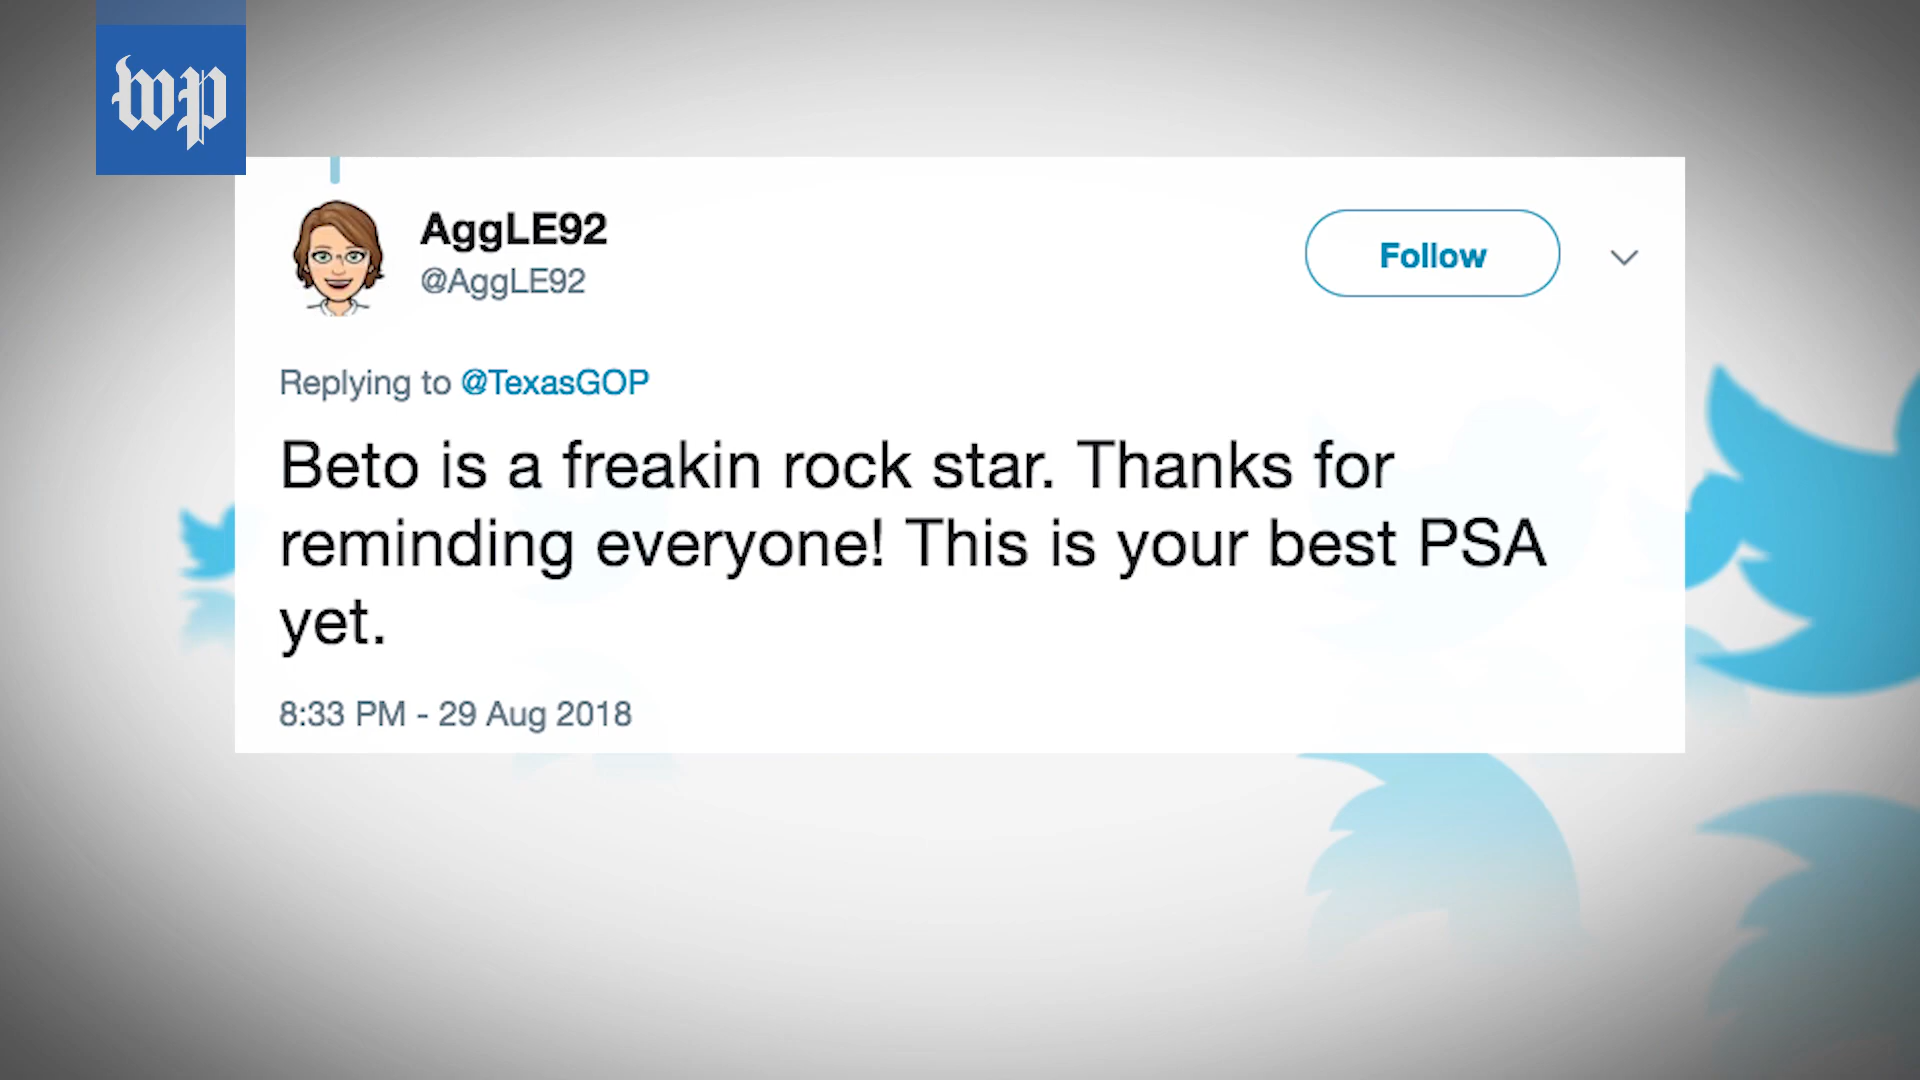 wp
AggLE92
@AggLE92
Follow
Replying to @TexasGOP
Beto is a freakin rock star. Thanks for
reminding everyone! This is your best PSA
yet.
8:33 PM - 29 Aug 2018